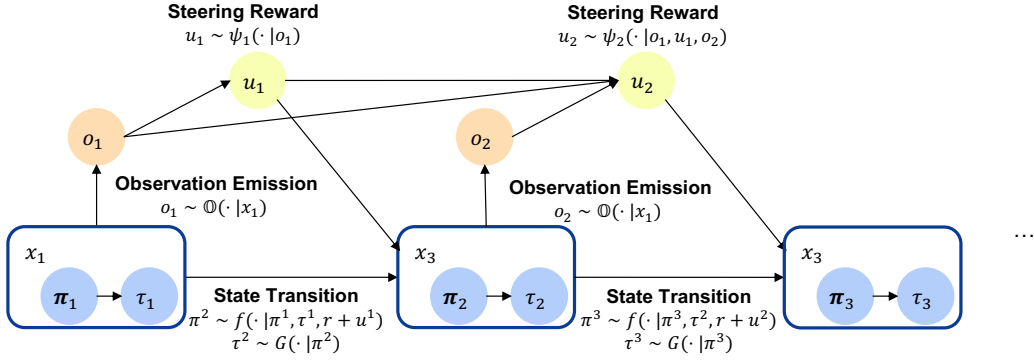 Steering Reward
u₁ ~ ψ₁(· |o₁)
Steering Reward
u₂ ~ ψ₂(· |o₁, u₁, o₂)
u₁
u₂
o₁
o₂
Observation Emission
o₁ ~ 𝕆(· |x₁)
Observation Emission
o₂ ~ 𝕆(· |x₁)
x₁
π₁
τ₁
x₃
π₂
τ₂
x₃
π₃
τ₃
...
State Transition
π² ~ f(· |π¹, τ¹, r + u¹)
τ² ~ G(· |π²)
State Transition
π³ ~ f(· |π³, τ², r + u²)
τ³ ~ G(· |π³)